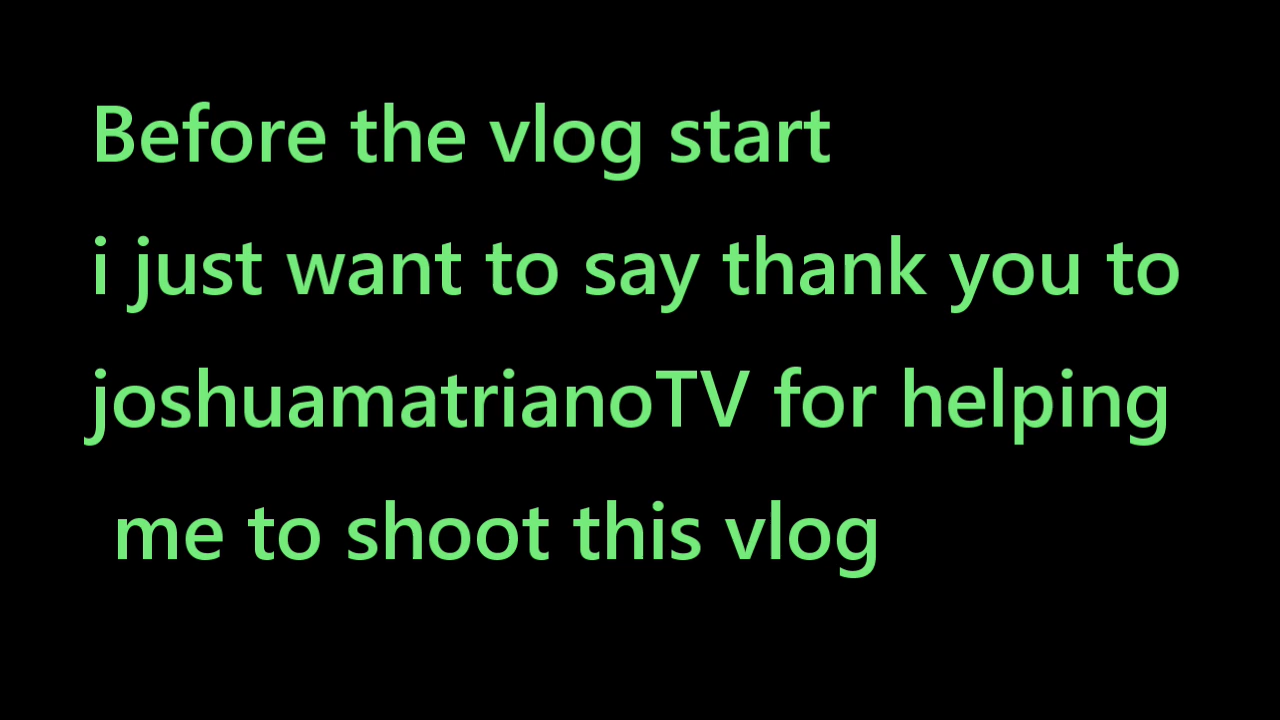 Before the vlog start
i just want to say thank you to
joshuamatrianoTV for helping
me to shoot this vlog